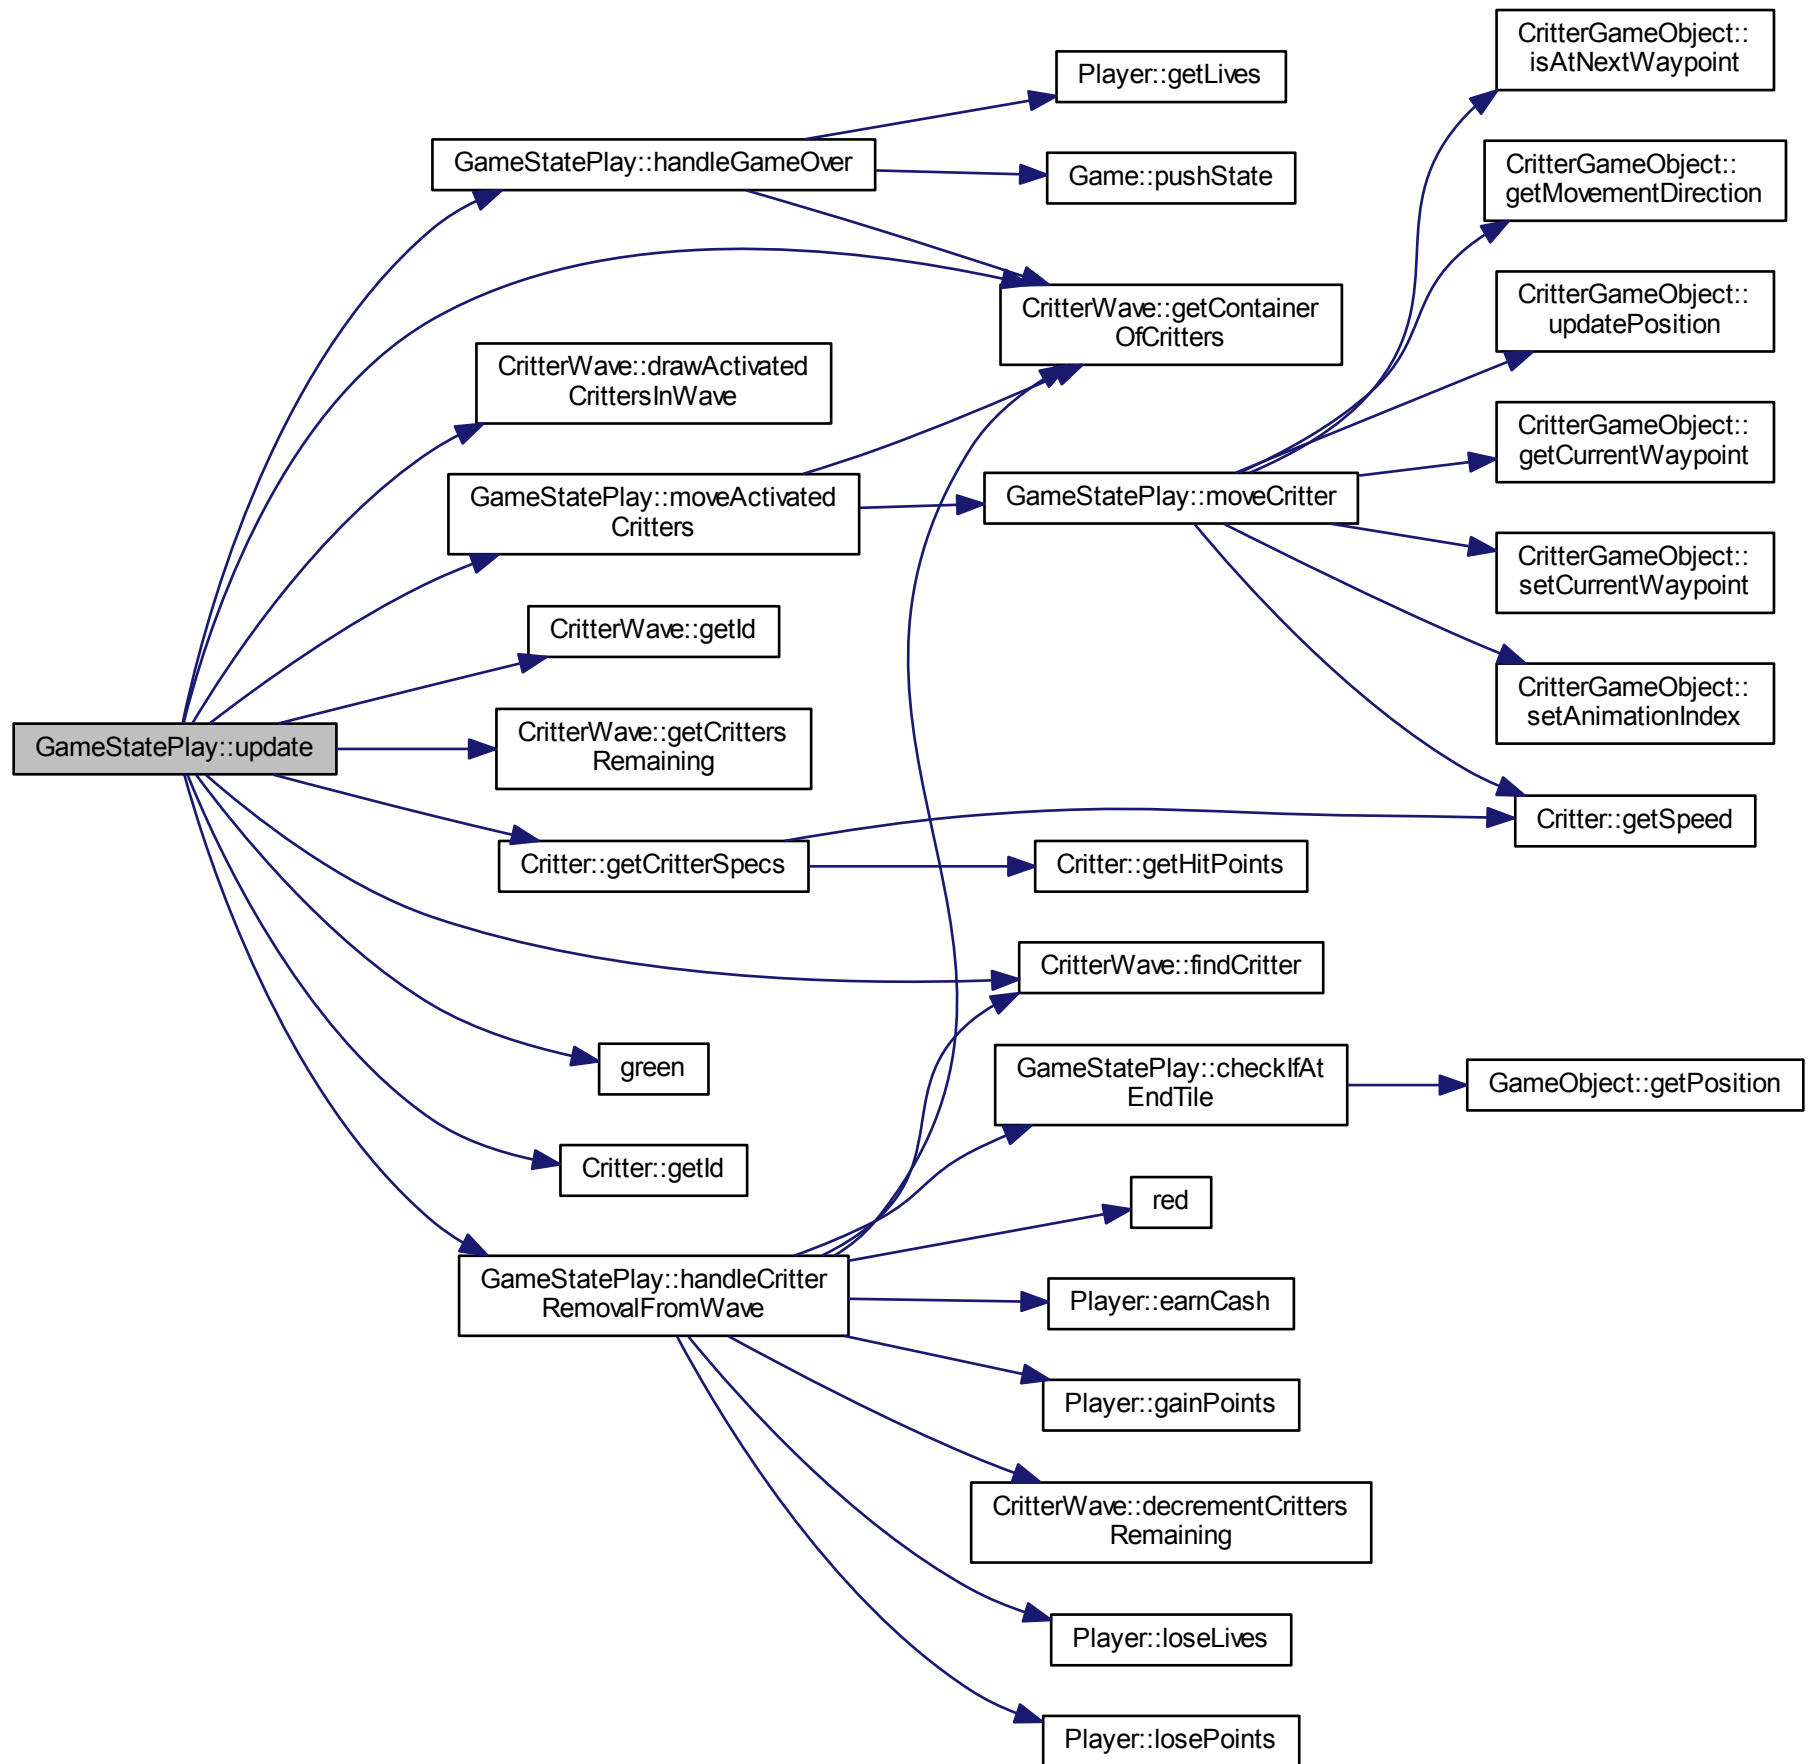 GameStatePlay::update
GameStatePlay::handleGameOver
CritterWave::drawActivated
CrittersInWave
GameStatePlay::moveActivated
Critters
CritterWave::getId
CritterWave::getCritters
Remaining
Critter::getCritterSpecs
green
Critter::getId
GameStatePlay::handleCritter
RemovalFromWave
Player::getLives
Game::pushState
CritterWave::getContainer
OfCritters
GameStatePlay::moveCritter
Critter::getHitPoints
CritterWave::findCritter
GameStatePlay::checkIfAt
EndTile
red
Player::earnCash
Player::gainPoints
CritterWave::decrementCritters
Remaining
Player::loseLives
Player::losePoints
CritterGameObject::
isAtNextWaypoint
CritterGameObject::
getMovementDirection
CritterGameObject::
updatePosition
CritterGameObject::
getCurrentWaypoint
CritterGameObject::
setCurrentWaypoint
CritterGameObject::
setAnimationIndex
Critter::getSpeed
GameObject::getPosition